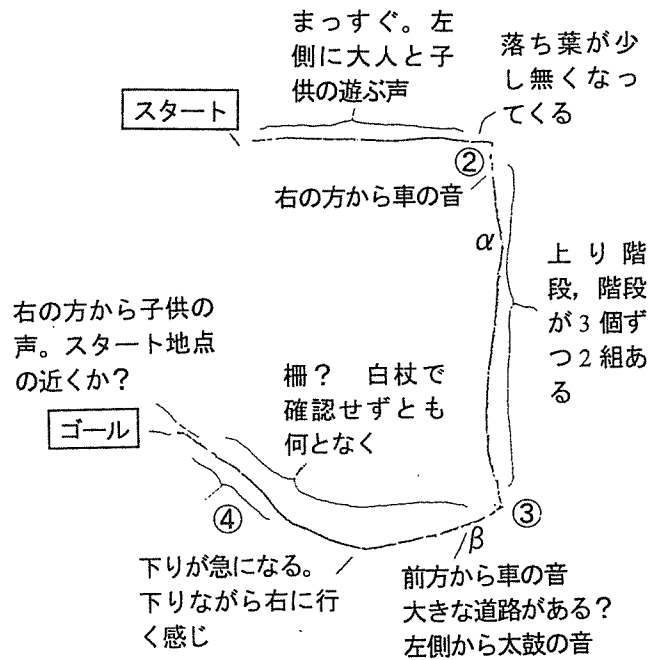 まっすぐ。左
側に大人と子
供の遊ぶ声
落ち葉が少
し無くなっ
てくる
スタート
②
右の方から車の音
α
上り階
段，階段
が３個ず
つ２組あ
る
右の方から子供の
声。スタート地点
の近くか？
柵？　白杖で
確認せずとも
何となく
ゴール
③
④
β
下りが急になる。
下りながら右に行
く感じ
前方から車の音
大きな道路がある？
左側から太鼓の音